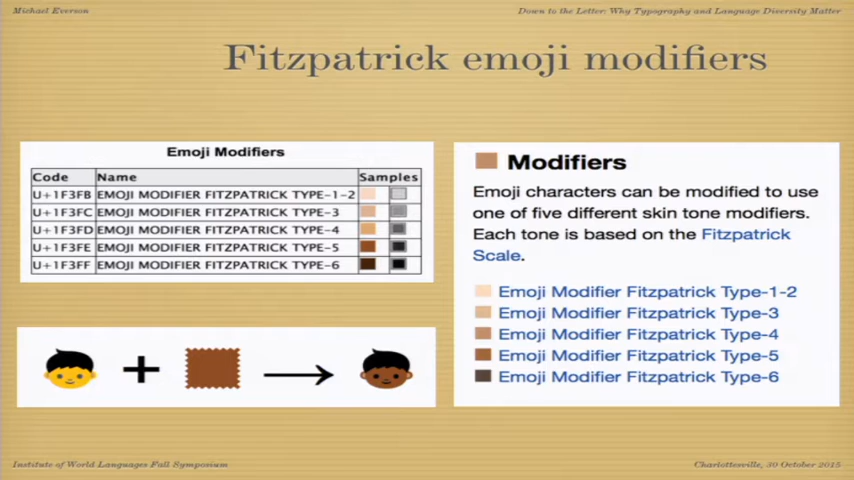 Michael Everson
Down to the Letter: Why Typography and Language Diversity Matter
Fitzpatrick emoji modifiers
Emoji Modifiers
Code Name Samples
U+1F3FB EMOJI MODIFIER FITZPATRICK TYPE-1-2
U+1F3FC EMOJI MODIFIER FITZPATRICK TYPE-3
U+1F3FD EMOJI MODIFIER FITZPATRICK TYPE-4
U+1F3FE EMOJI MODIFIER FITZPATRICK TYPE-5
U+1F3FF EMOJI MODIFIER FITZPATRICK TYPE-6
+ →
Modifiers
Emoji characters can be modified to use
one of five different skin tone modifiers.
Each tone is based on the Fitzpatrick
Scale.
Emoji Modifier Fitzpatrick Type-1-2
Emoji Modifier Fitzpatrick Type-3
Emoji Modifier Fitzpatrick Type-4
Emoji Modifier Fitzpatrick Type-5
Emoji Modifier Fitzpatrick Type-6
Institute of World Languages Fall Symposium
Charlottesville, 30 October 2015